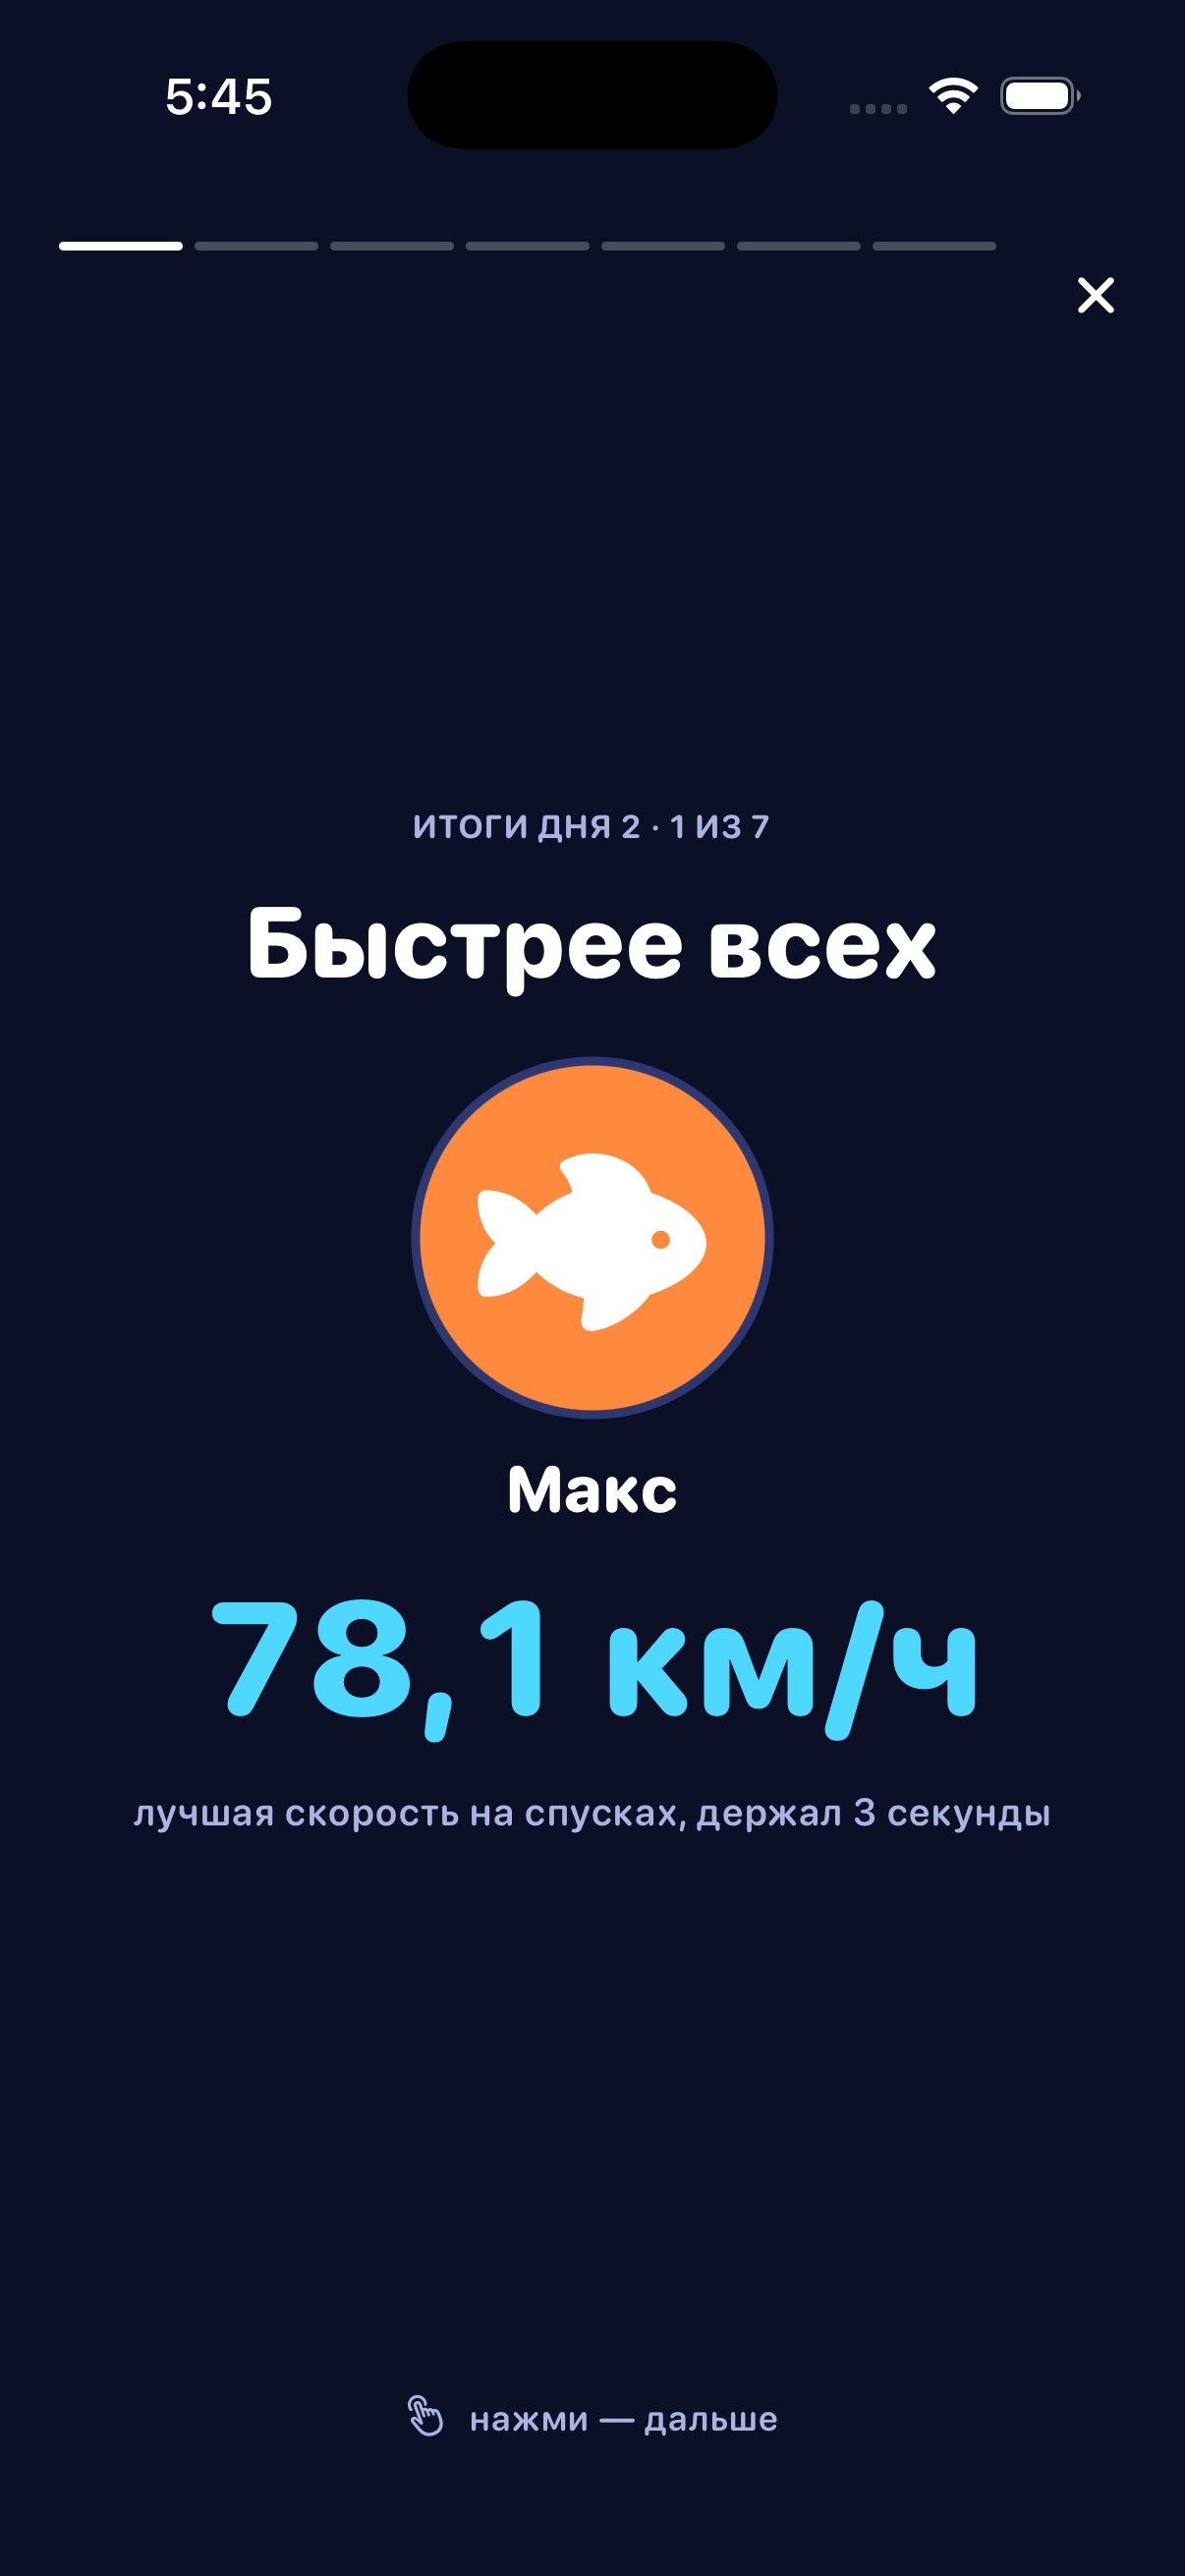 5:45
ИТОГИ ДНЯ 2 · 1 ИЗ 7
Быстрее всех
Макс
78,1 км/ч
лучшая скорость на спусках, держал 3 секунды
нажми — дальше